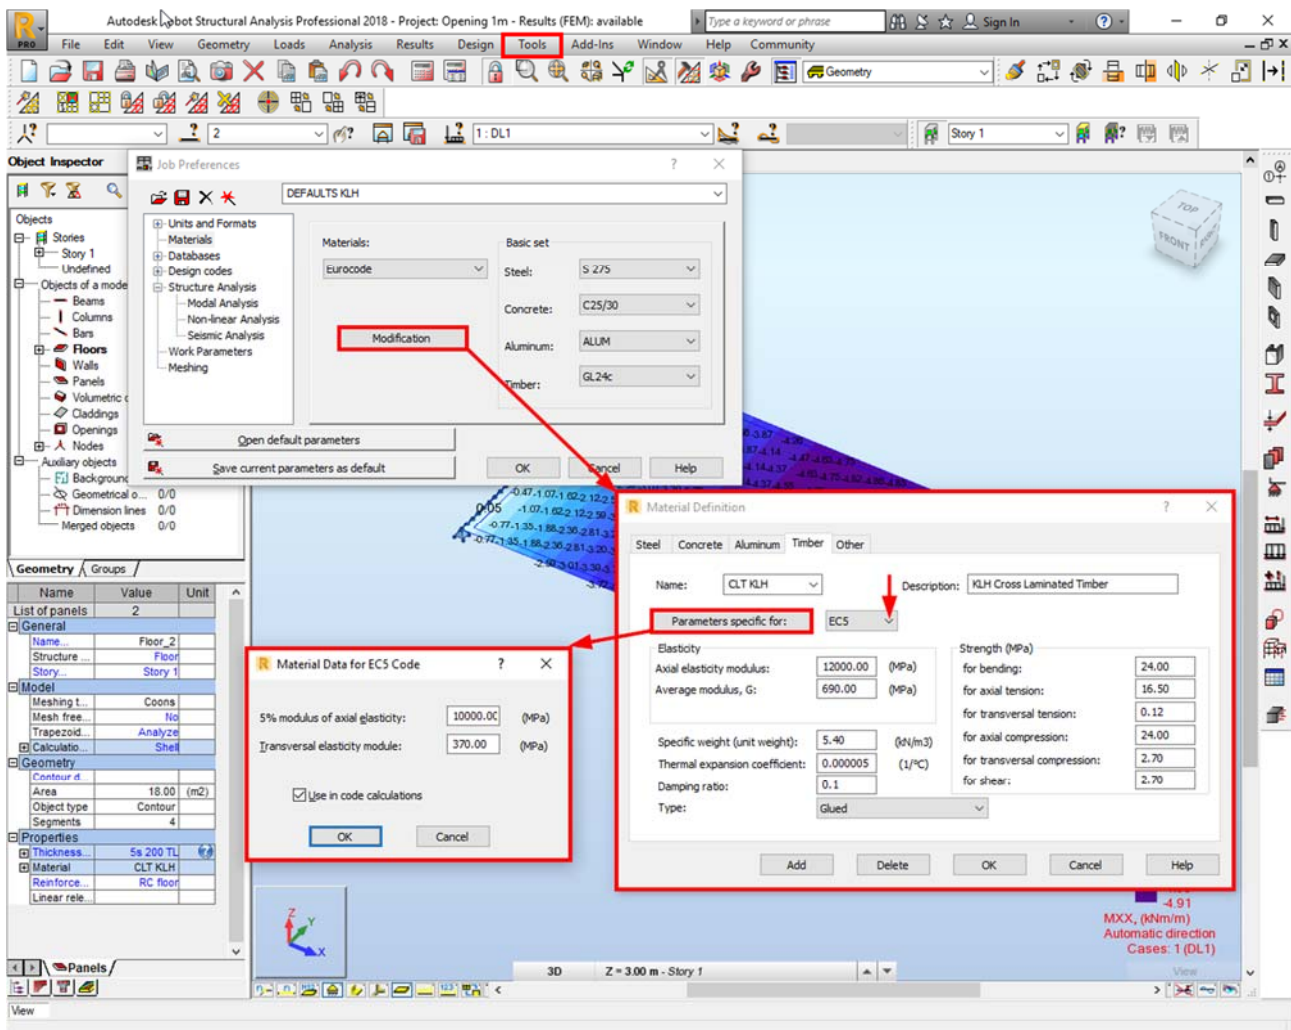 Autodesk Robot Structural Analysis Professional 2018 - Project: Opening 1m - Results (FEM): available
Type a keyword or phrase
Sign In
PRO File Edit View Geometry Loads Analysis Results Design Tools Add-Ins Window Help Community
Geometry
2
1 : DL1
Story 1
Object Inspector
Objects
Stories
Story 1
Undefined
Objects of a mode
Beams
Columns
Bars
Floors
Walls
Panels
Volumetric c
Claddings
Openings
Nodes
Auxiliary objects
Backgroun
Geometrical o... 0/0
Dimension lines 0/0
Merged objects 0/0
Geometry Groups
Name Value Unit
List of panels 2
General
Name... Floor_2
Structure ... Floor
Story... Story 1
Model
Meshing t... Coons
Mesh free... No
Trapezoid... Analyze
Calculatio... Shell
Geometry
Contour d...
Area 18.00 (m2)
Object type Contour
Segments 4
Properties
Thickness... 5s 200 TL
Material CLT KLH
Reinforce... RC floor
Linear rele...
Panels
View
Job Preferences
DEFAULTS KLH
Units and Formats
Materials
Databases
Design codes
Structure Analysis
Modal Analysis
Non-linear Analysis
Seismic Analysis
Work Parameters
Meshing
Materials:
Eurocode
Modification
Basic set
Steel: S 275
Concrete: C25/30
Aluminum: ALUM
Timber: GL24c
Open default parameters
Save current parameters as default
OK Cancel Help
Material Definition
Steel Concrete Aluminum Timber Other
Name: CLT KLH Description: KLH Cross Laminated Timber
Parameters specific for: EC5
Elasticity
Axial elasticity modulus: 12000.00 (MPa)
Average modulus, G: 690.00 (MPa)
Specific weight (unit weight): 5.40 (kN/m3)
Thermal expansion coefficient: 0.000005 (1/°C)
Damping ratio: 0.1
Type: Glued
Strength (MPa)
for bending: 24.00
for axial tension: 16.50
for transversal tension: 0.12
for axial compression: 24.00
for transversal compression: 2.70
for shear: 2.70
Add Delete OK Cancel Help
Material Data for EC5 Code
5% modulus of axial elasticity: 10000.00 (MPa)
Transversal elasticity module: 370.00 (MPa)
Use in code calculations
OK Cancel
TOP
FRONT
Z
Y
X
-4.91
MXX, (kNm/m)
Automatic direction
Cases: 1 (DL1)
View
3D Z = 3.00 m - Story 1